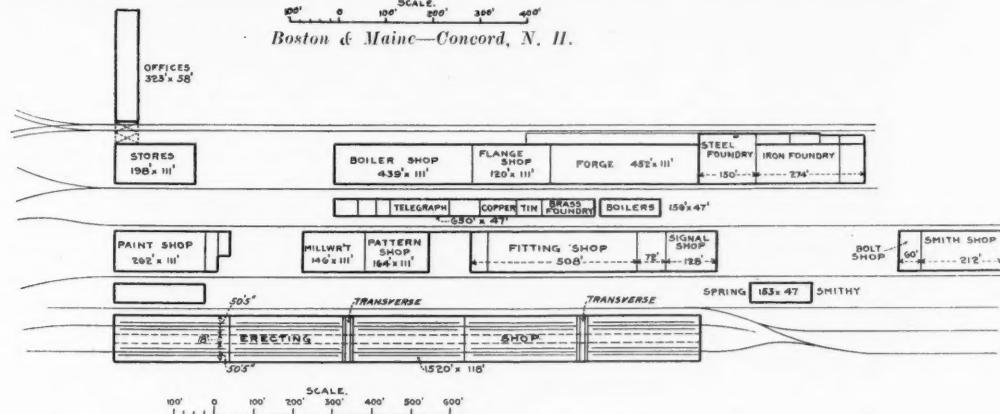 SCALE.
100' 0 100' 200' 300' 400'
Boston & Maine—Concord, N. H.
OFFICES
323' x 58'
STORES
198' x 111'
BOILER SHOP
439' x 111'
FLANGE
SHOP
120' x 111'
FORGE 452' x 111'
STEEL
FOUNDRY
150'
IRON FOUNDRY
274'
TELEGRAPH
COPPER
TIN
BRASS
FOUNDRY
BOILERS
159' x 47'
650' x 47'
PAINT SHOP
262' x 111'
MILLWR'T
146' x 111'
PATTERN
SHOP
164' x 111'
FITTING SHOP
508'
72'
SIGNAL
SHOP
128'
BOLT
SHOP
60'
SMITH SHOP
212'
SPRING
153 x 47
SMITHY
50'5"
TRANSVERSE
TRANSVERSE
18'
ERECTING
SHOP
50'5"
1520' x 118'
SCALE.
100' 0 100' 200' 300' 400' 500' 600'